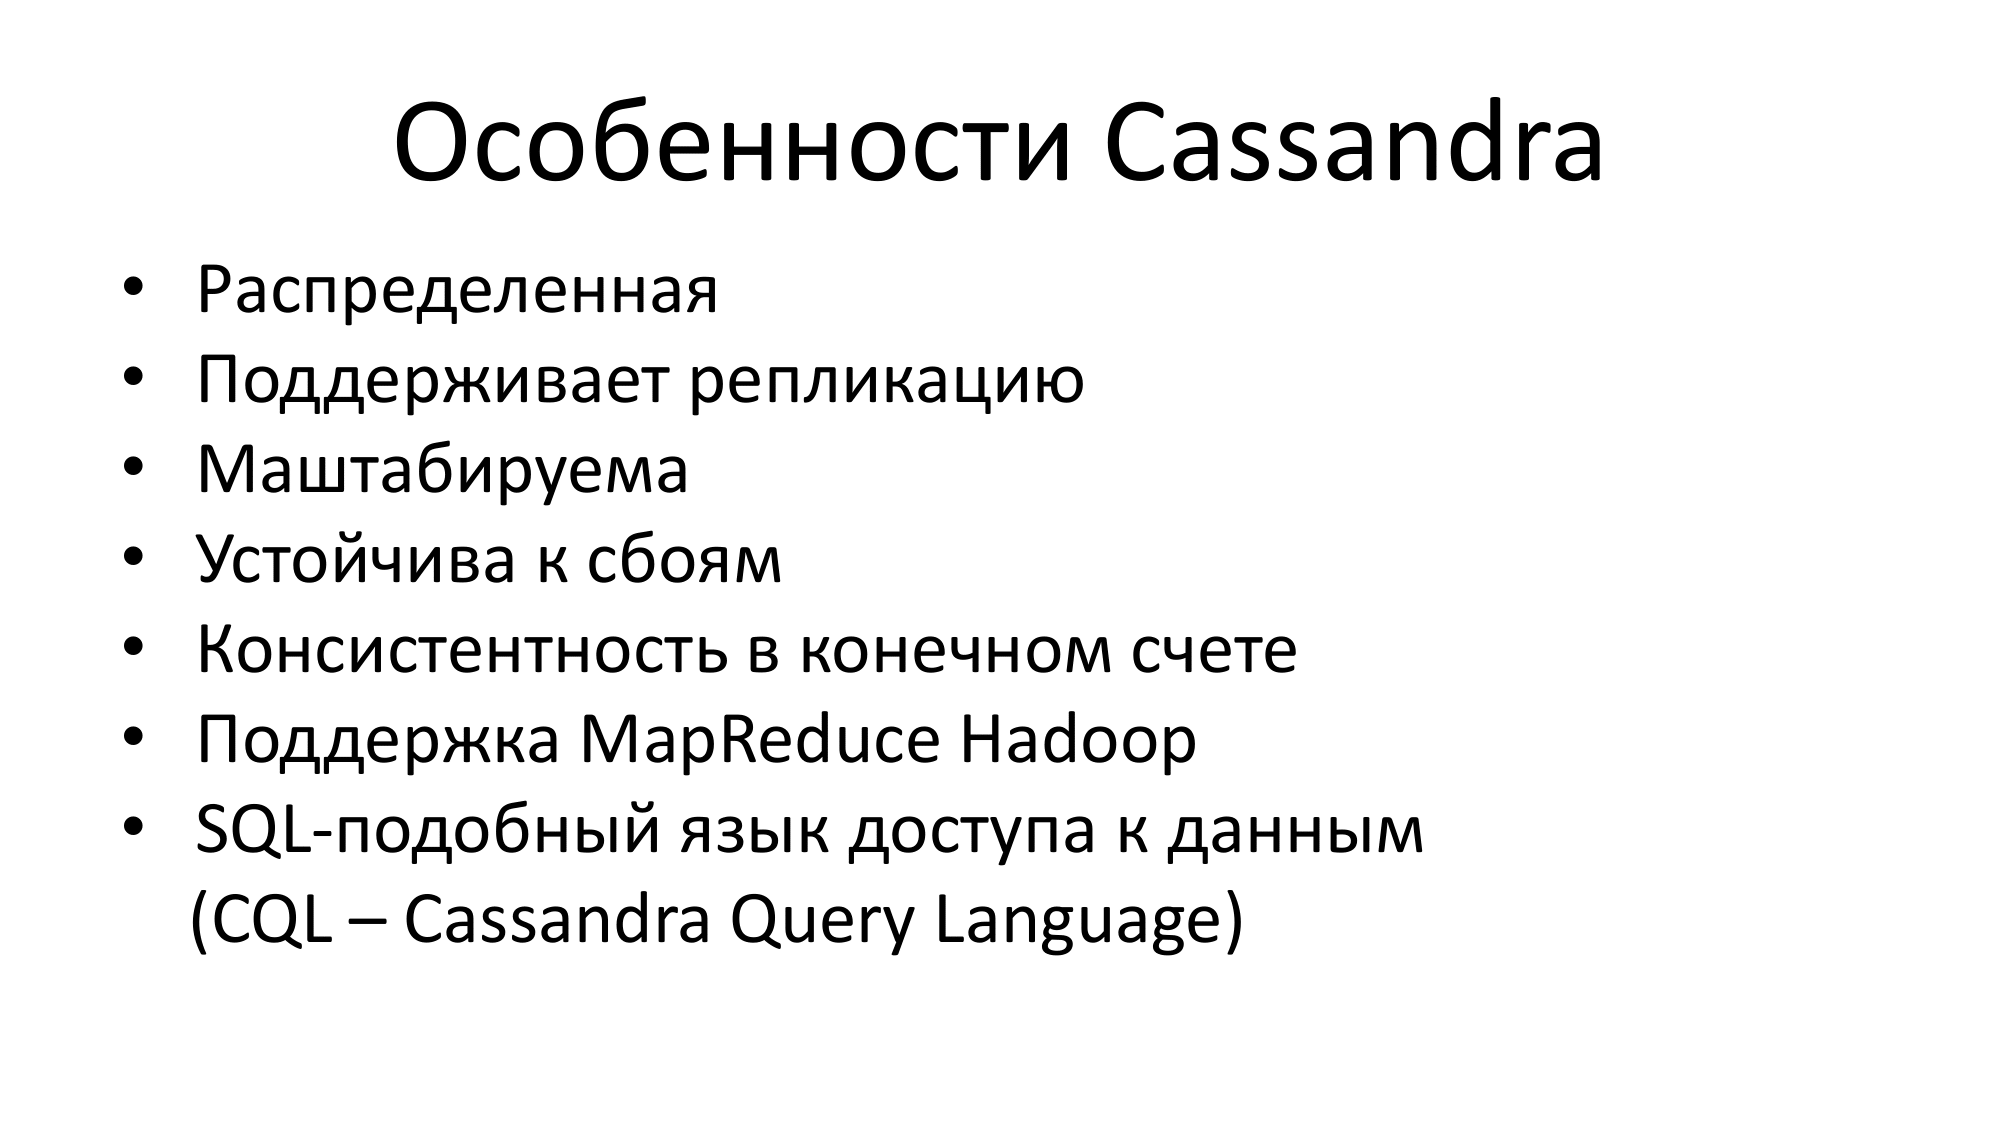 Особенности Cassandra
• Распределенная
• Поддерживает репликацию
• Маштабируема
• Устойчива к сбоям
• Консистентность в конечном счете
• Поддержка MapReduce Hadoop
• SQL-подобный язык доступа к данным
(CQL – Cassandra Query Language)